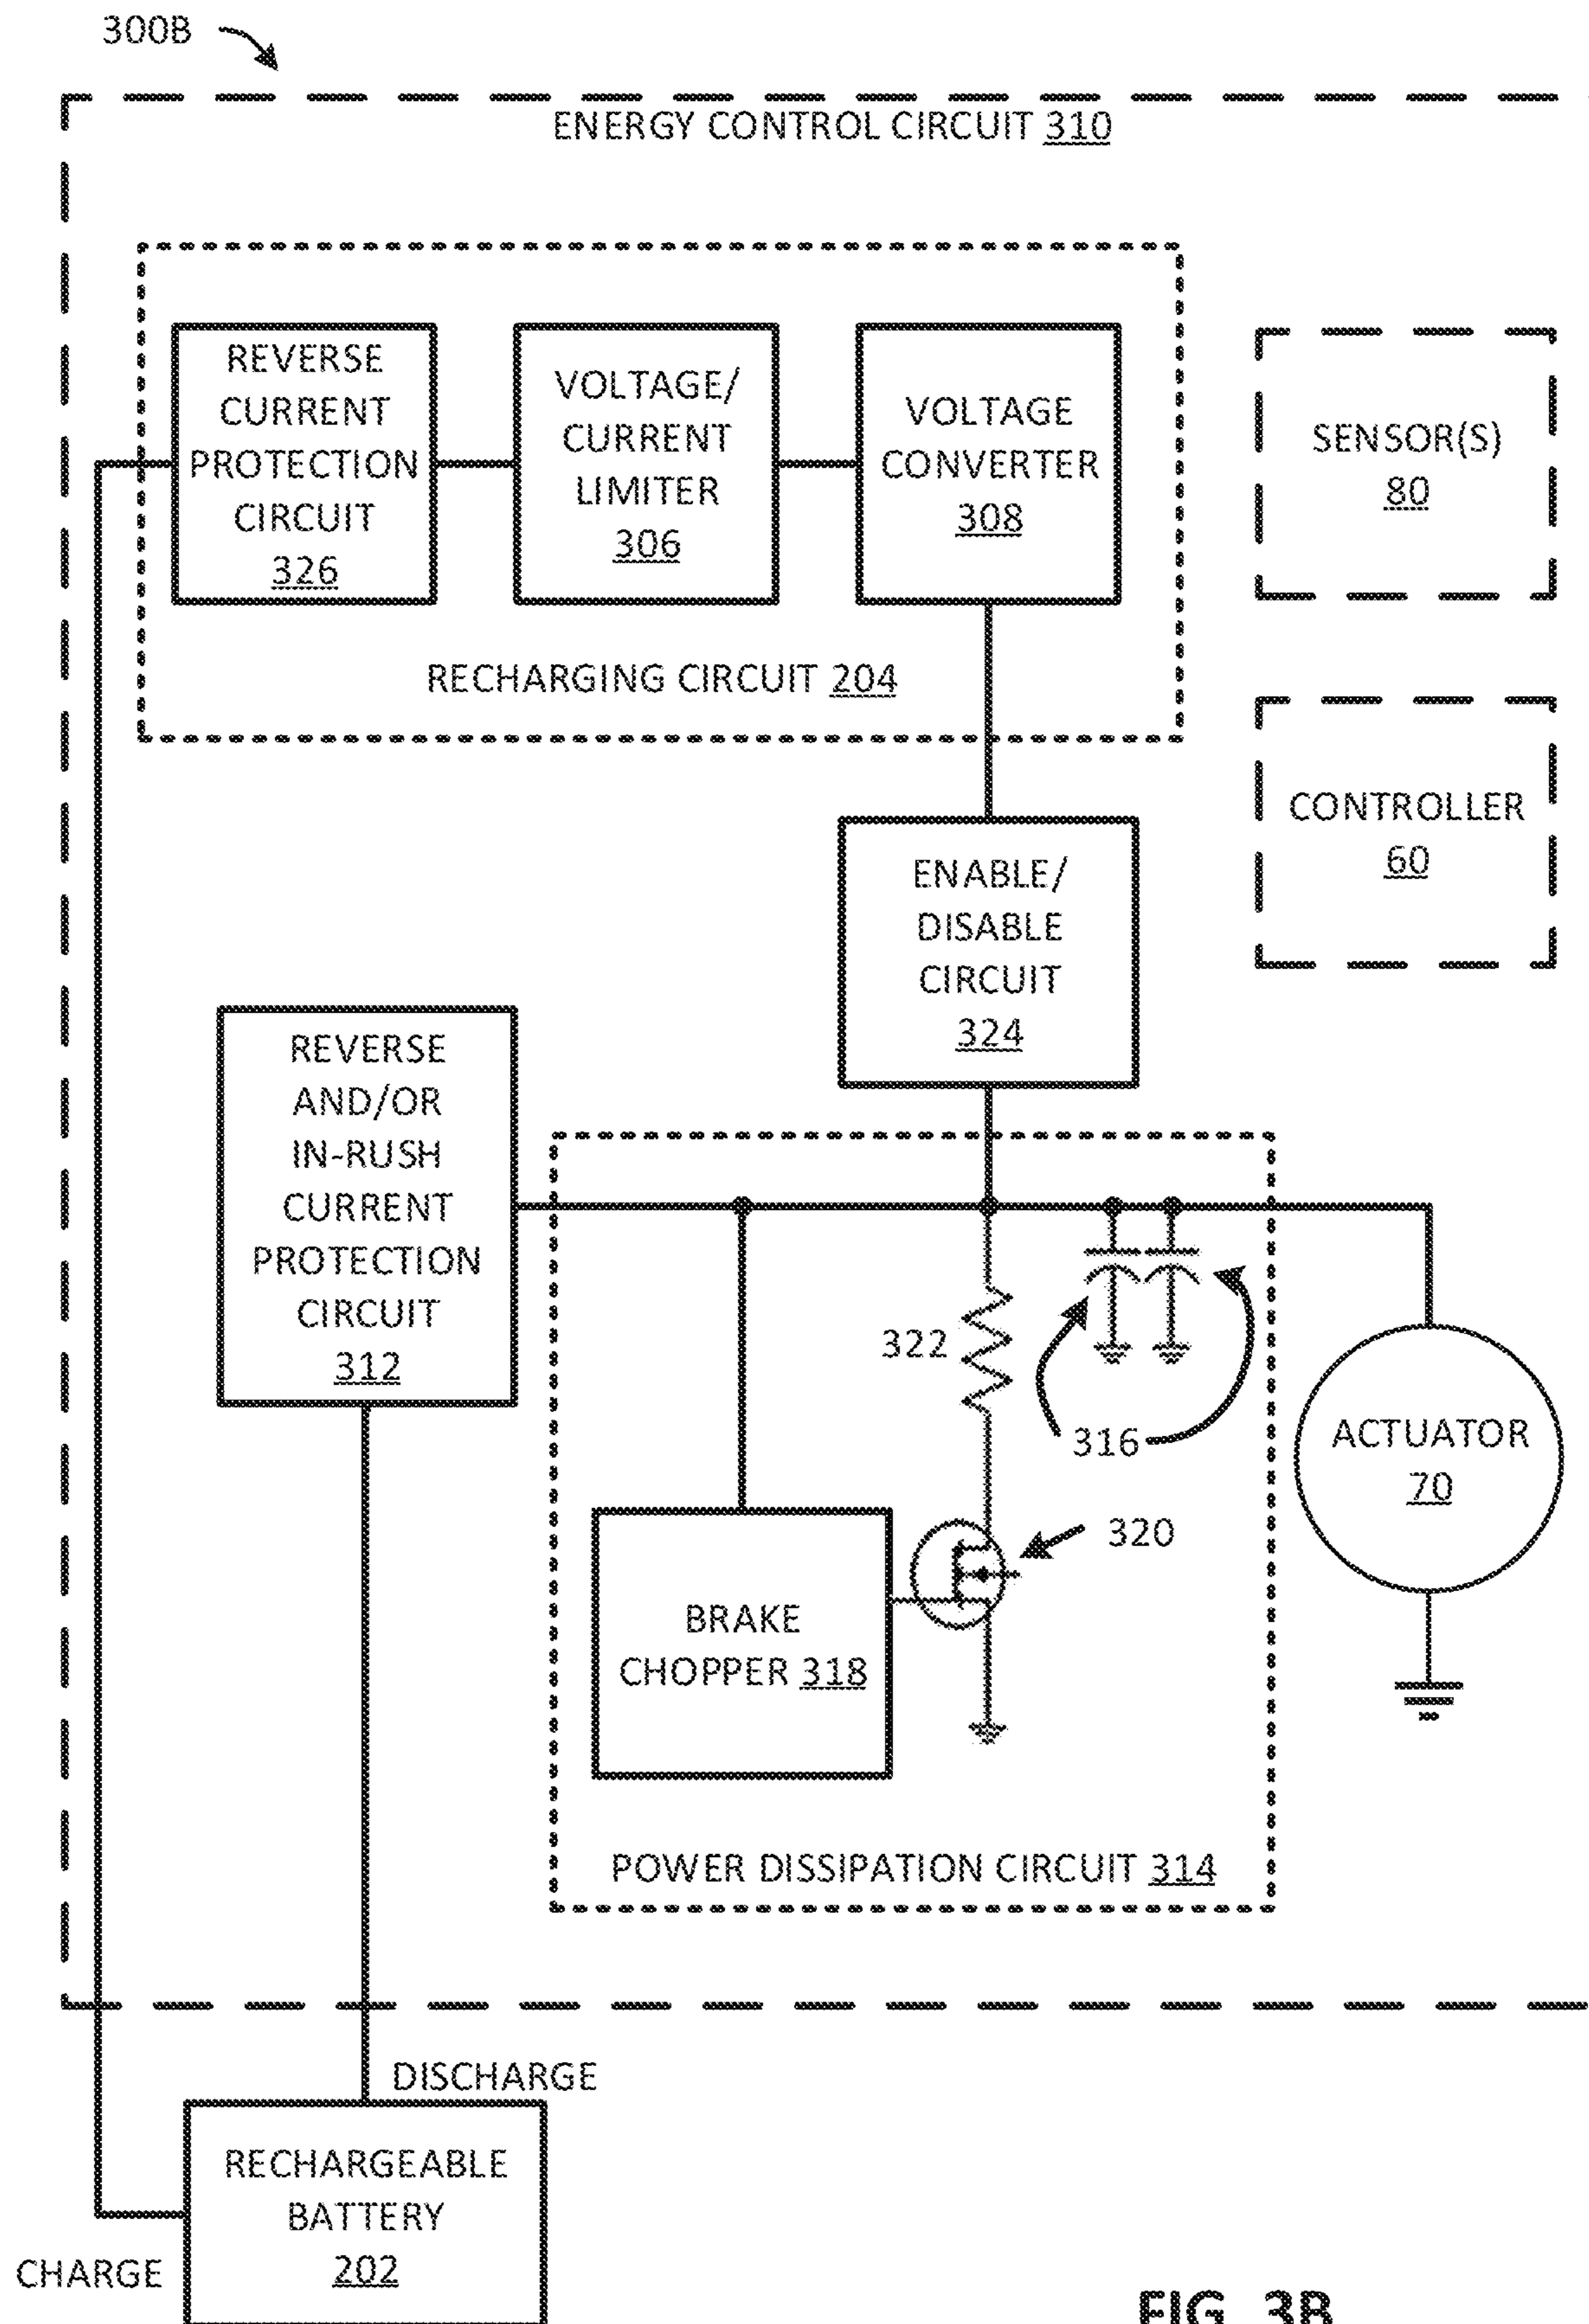 300B
ENERGY CONTROL CIRCUIT 310
REVERSE
CURRENT
PROTECTION
CIRCUIT
326
VOLTAGE/
CURRENT
LIMITER
306
VOLTAGE
CONVERTER
308
SENSOR(S)
80
RECHARGING CIRCUIT 204
CONTROLLER
60
ENABLE/
DISABLE
CIRCUIT
324
REVERSE
AND/OR
IN-RUSH
CURRENT
PROTECTION
CIRCUIT
312
322
316
ACTUATOR
70
320
BRAKE
CHOPPER 318
POWER DISSIPATION CIRCUIT 314
DISCHARGE
RECHARGEABLE
BATTERY
202
CHARGE
FIG. 3B